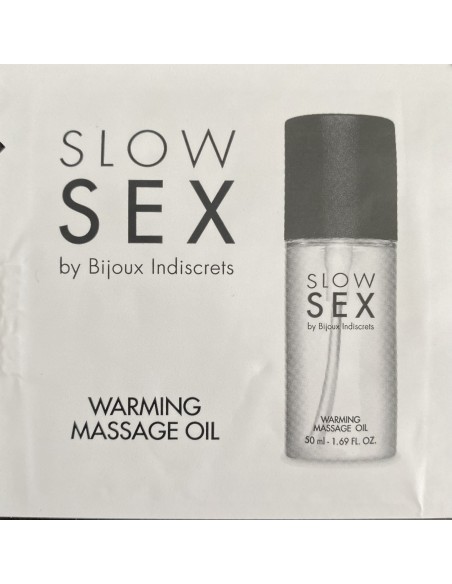 SLOW
SEX
by Bijoux Indiscrets
WARMING
MASSAGE OIL
SLOW
SEX
by Bijoux Indiscrets
WARMING
MASSAGE OIL
50 ml - 1.69 FL. OZ.